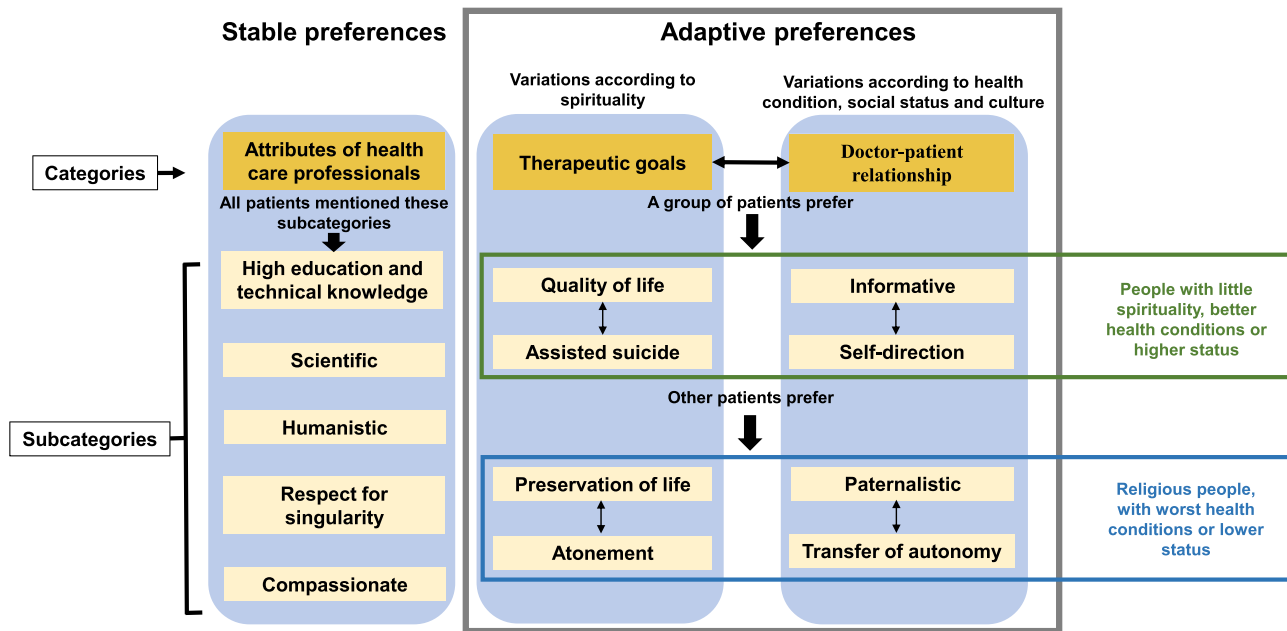 Stable preferences
Adaptive preferences
Variations according to
spirituality
Variations according to health
condition, social status and culture
Categories
Attributes of health
care professionals
Therapeutic goals
Doctor-patient
relationship
All patients mentioned these
subcategories
A group of patients prefer
High education and
technical knowledge
Quality of life
Informative
People with little
spirituality, better
health conditions or
higher status
Scientific
Assisted suicide
Self-direction
Other patients prefer
Subcategories
Humanistic
Respect for
singularity
Preservation of life
Paternalistic
Religious people,
with worst health
conditions or lower
status
Atonement
Transfer of autonomy
Compassionate